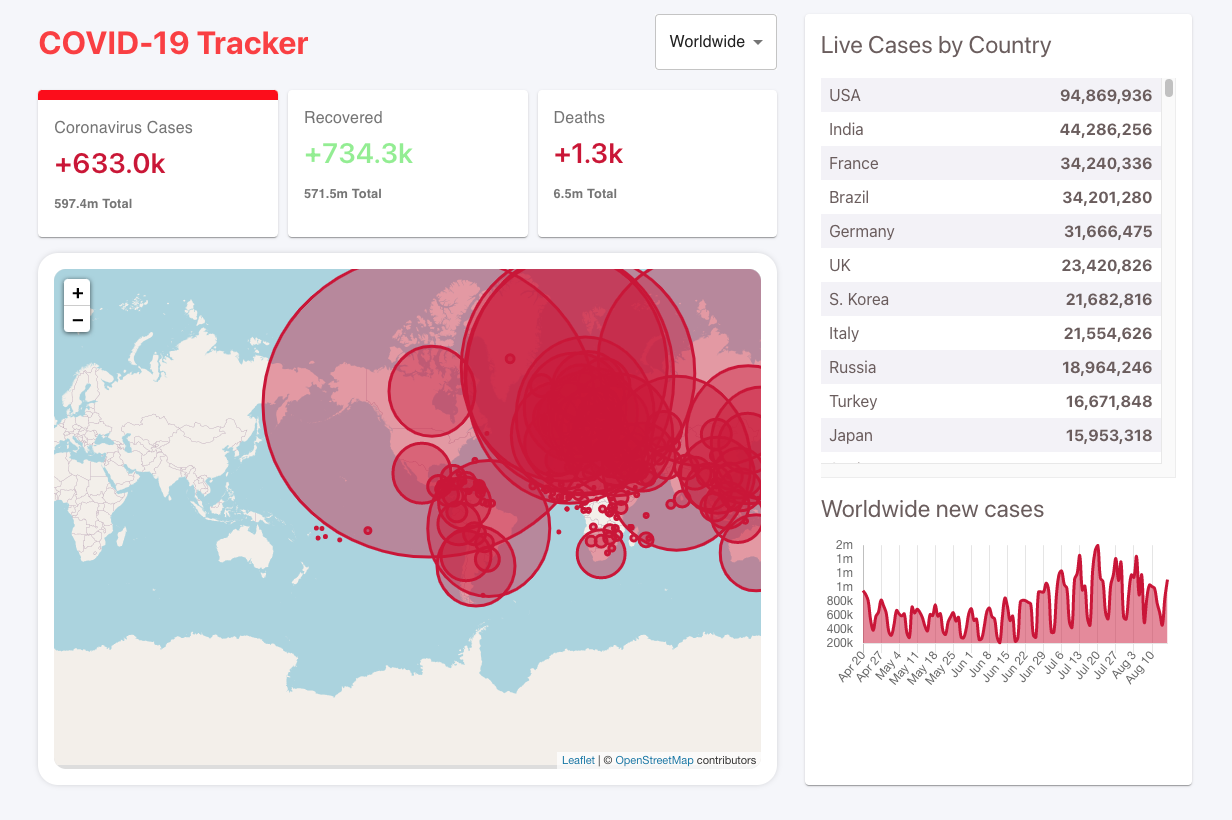 COVID-19 Tracker
Worldwide
Coronavirus Cases
+633.0k
597.4m Total
Recovered
+734.3k
571.5m Total
Deaths
+1.3k
6.5m Total
+
−
Leaflet | © OpenStreetMap contributors
Live Cases by Country
USA 94,869,936
India 44,286,256
France 34,240,336
Brazil 34,201,280
Germany 31,666,475
UK 23,420,826
S. Korea 21,682,816
Italy 21,554,626
Russia 18,964,246
Turkey 16,671,848
Japan 15,953,318
Worldwide new cases
2m
1m
1m
1m
800k
600k
400k
200k
Apr 20
Apr 27
May 4
May 11
May 18
May 25
Jun 1
Jun 8
Jun 15
Jun 22
Jun 29
Jul 6
Jul 13
Jul 20
Jul 27
Aug 3
Aug 10